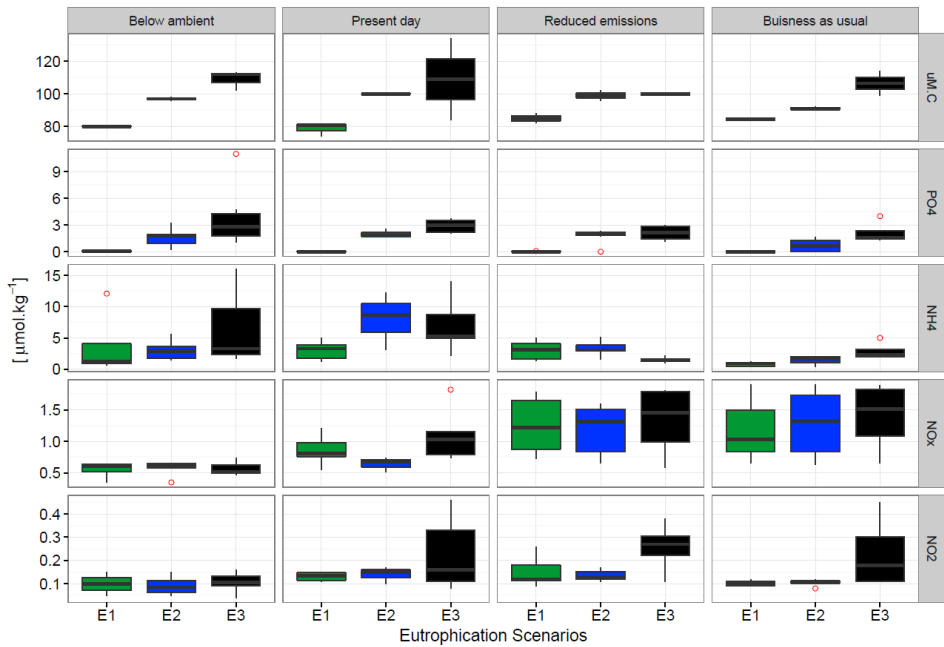 Below ambient Present day Reduced emissions Buisness as usual
120
100
80
uM.C
9
6
3
0
PO4
15
10
5
0
NH4
1.5
1.0
0.5
NOx
0.4
0.3
0.2
0.1
NO2
[ μmol.kg⁻¹]
E1 E2 E3 E1 E2 E3 E1 E2 E3 E1 E2 E3
Eutrophication Scenarios